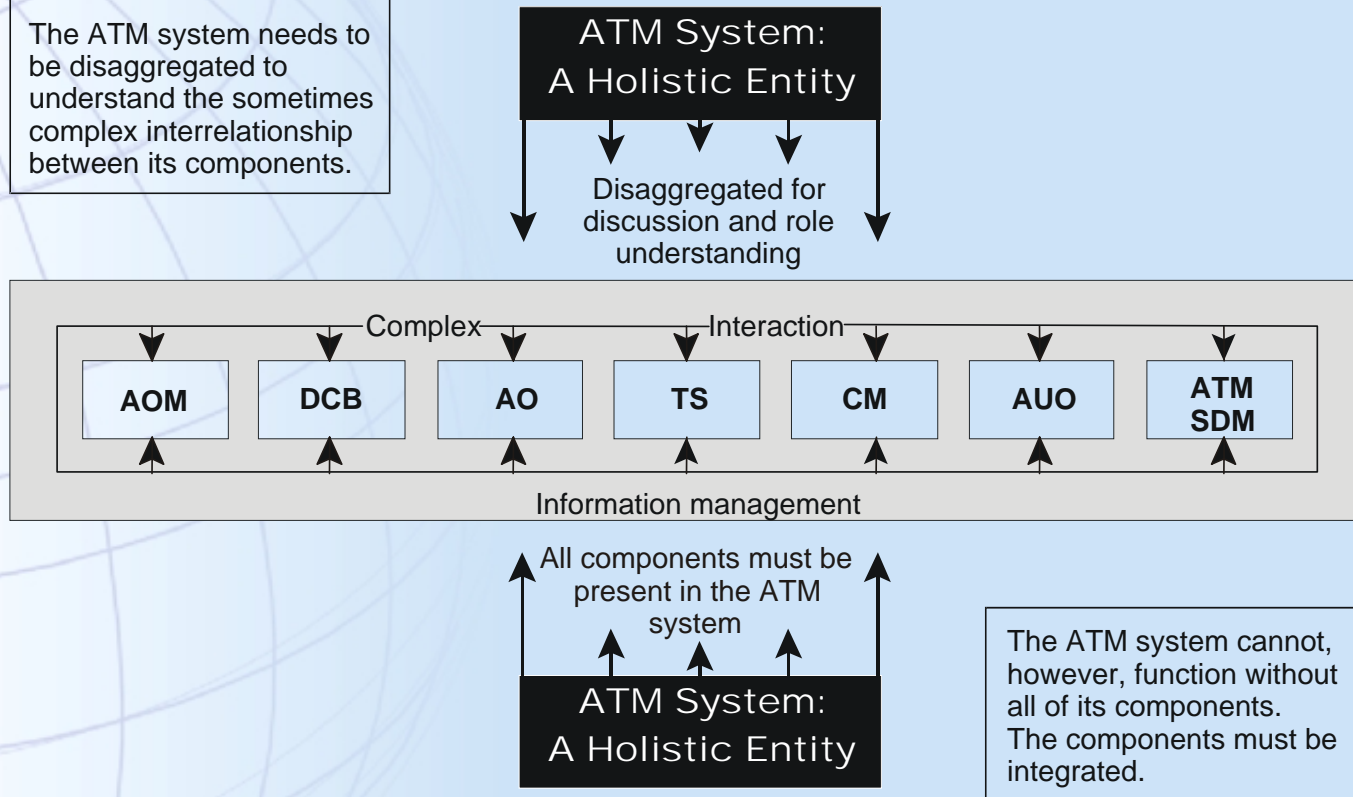 The ATM system needs to
be disaggregated to
understand the sometimes
complex interrelationship
between its components.
ATM System:
A Holistic Entity
Disaggregated for
discussion and role
understanding
Complex Interaction
AOM DCB AO TS CM AUO ATM
SDM
Information management
All components must be
present in the ATM
system
ATM System:
A Holistic Entity
The ATM system cannot,
however, function without
all of its components.
The components must be
integrated.